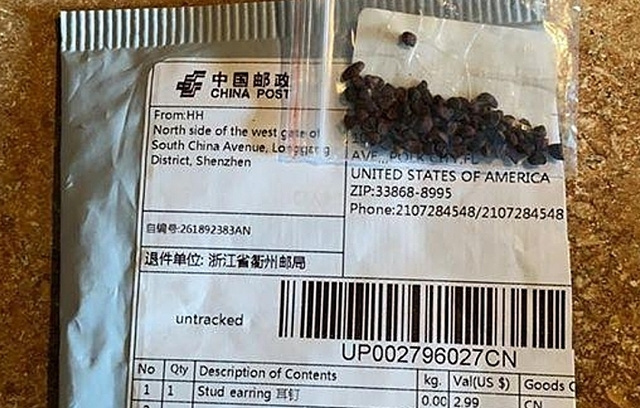 中国邮政
CHINA POST
From:HH
North side of the west gate of
South China Avenue, Longgang
District, Shenzhen
AVE., POLK CITY, FL
UNITED STATES OF AMERICA
ZIP:33868-8995
Phone:2107284548/2107284548
自编号:261892383AN
退件单位: 浙江省衢州邮局
untracked
UP002796027CN
No Qty Description of Contents kg. Val(US $) Goods C
1 1 Stud earring 耳钉 0.00 2.99 CN